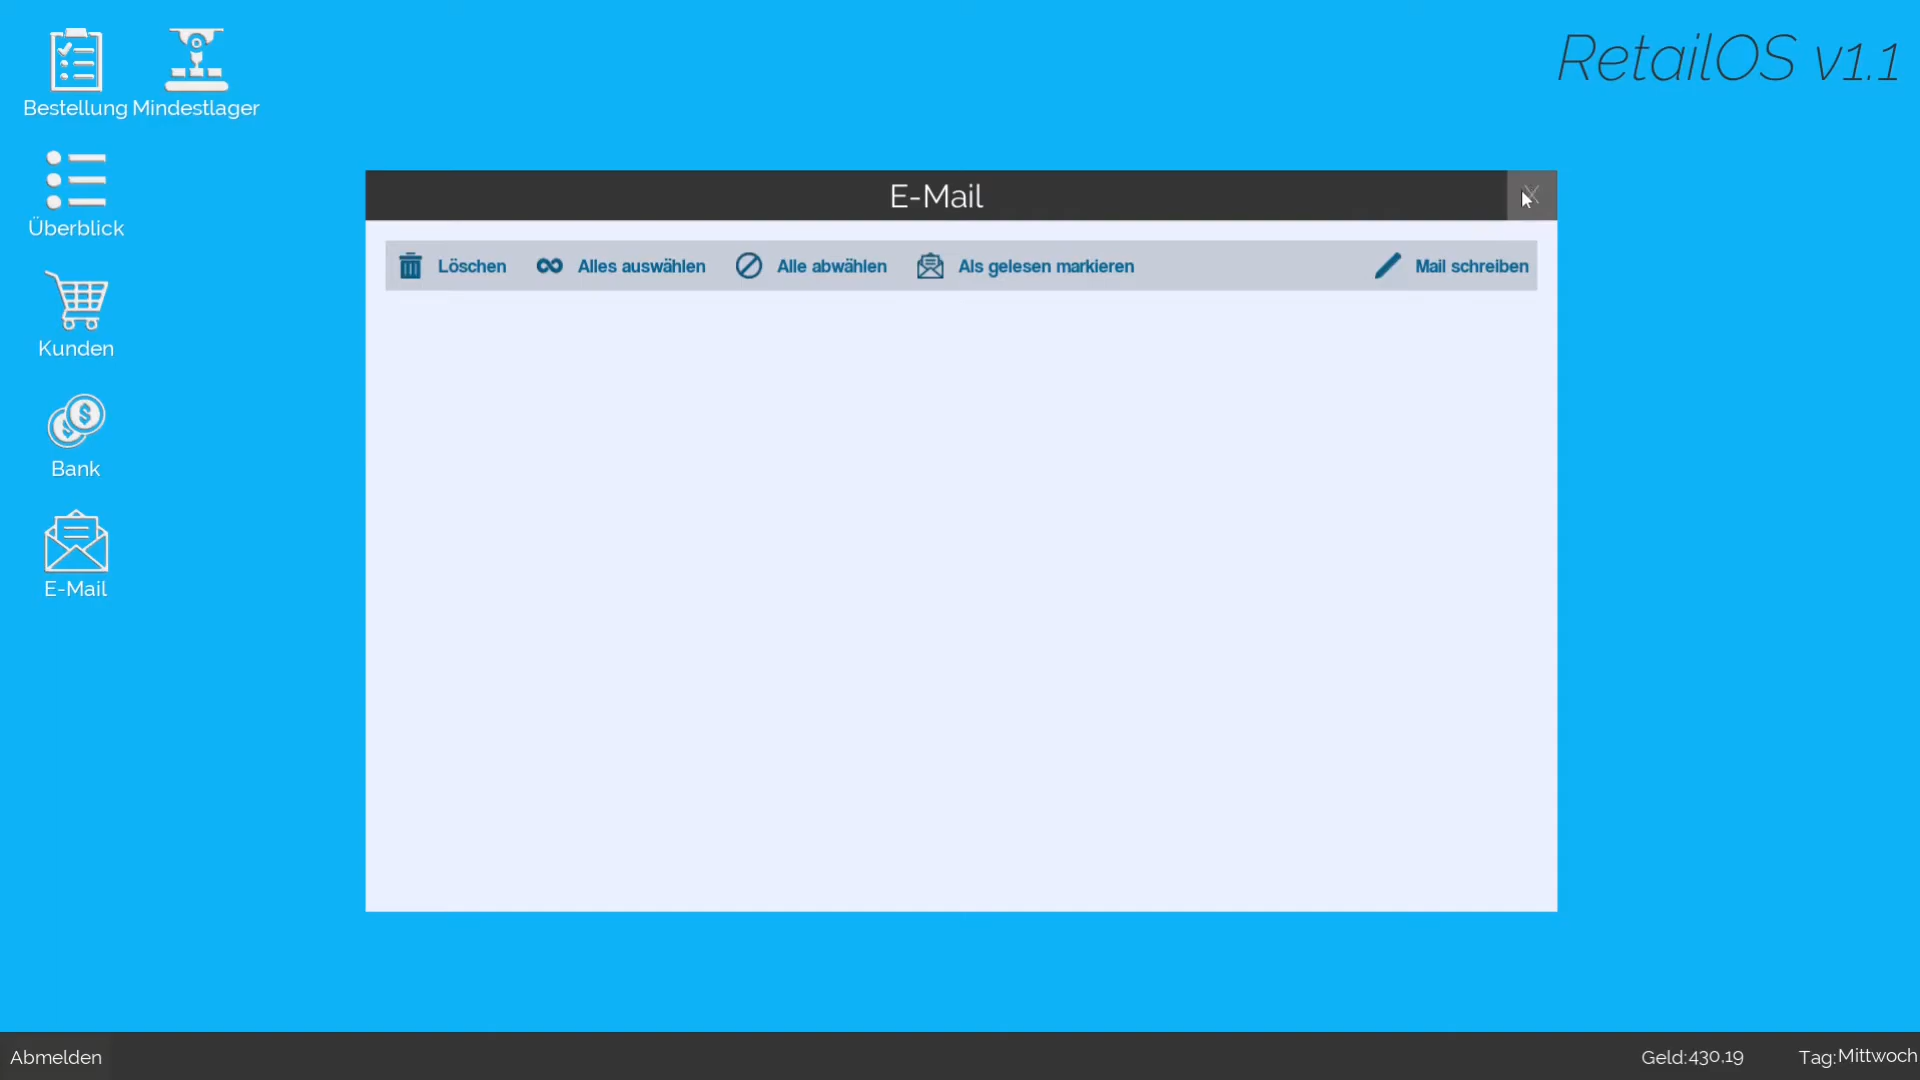 RetailOS v1.1
Bestellung
Mindestlager
Überblick
Kunden
Bank
E-Mail
E-Mail
X
Löschen
Alles auswählen
Alle abwählen
Als gelesen markieren
Mail schreiben
Abmelden
Geld:430,19
Tag:Mittwoch